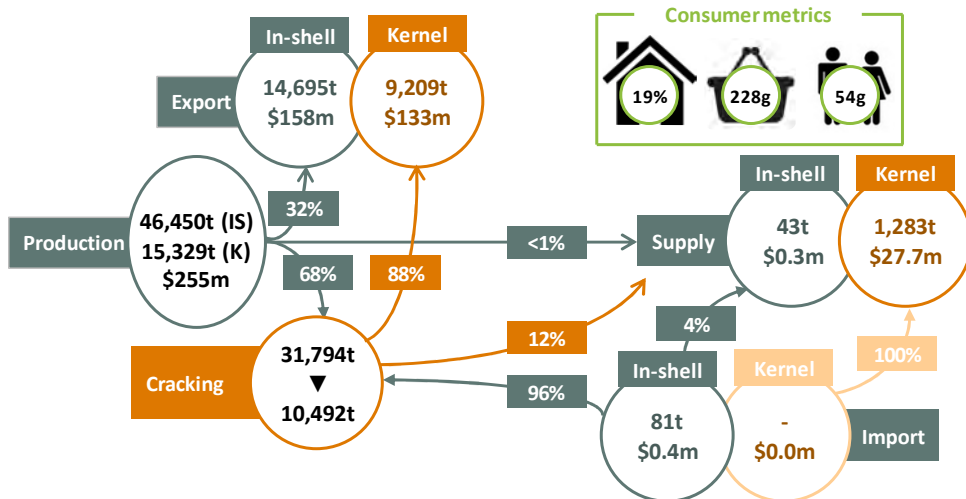 Consumer metrics
19%
228g
54g
In-shell
Kernel
Export
14,695t
$158m
9,209t
$133m
32%
Production
46,450t (IS)
15,329t (K)
$255m
68%
88%
<1%
Supply
In-shell
Kernel
43t
$0.3m
1,283t
$27.7m
Cracking
31,794t
▼
10,492t
12%
96%
4%
100%
In-shell
Kernel
81t
$0.4m
-
$0.0m
Import